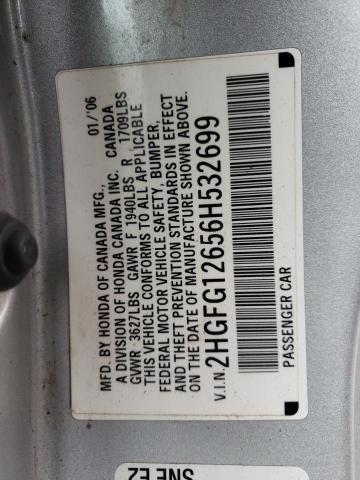 MFD. BY HONDA OF CANADA MFG., 01/'06
A DIVISION OF HONDA CANADA INC. CANADA
GVWR 3627LBS GAWR F 1940LBS R 1709LBS
THIS VEHICLE CONFORMS TO ALL APPLICABLE
FEDERAL MOTOR VEHICLE SAFETY, BUMPER,
AND THEFT PREVENTION STANDARDS IN EFFECT
ON THE DATE OF MANUFACTURE SHOWN ABOVE.
V.I.N. 2HGFG12656H532699
PASSENGER CAR
SNE EZ